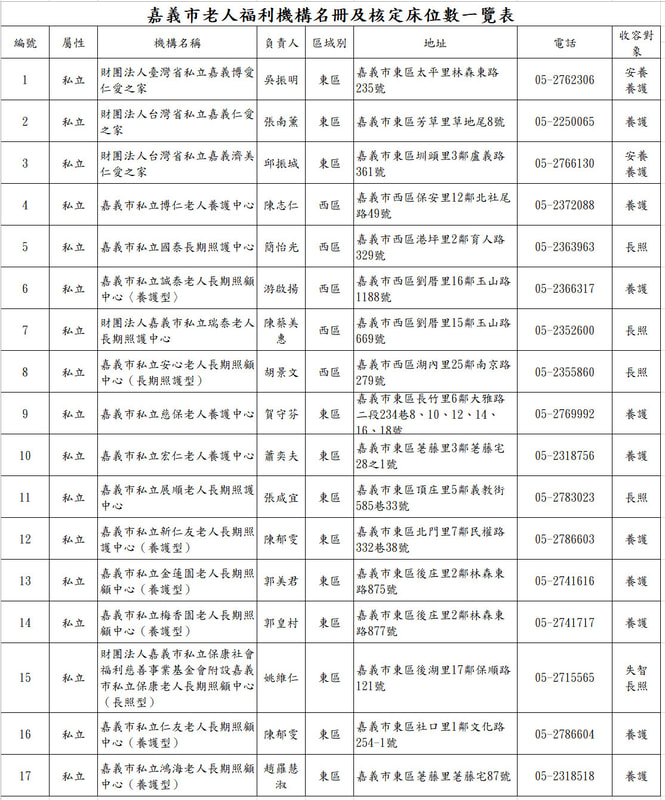 嘉義市老人福利機構名冊及核定床位數一覽表
編號 屬性 機構名稱 負責人 區域別 地址 電話 收容對
象
1 私立 財團法人臺灣省私立嘉義博愛
仁愛之家 吳振明 東區 嘉義市東區太平里林森東路
235號 05-2762306 安養
養護
2 私立 財團法人台灣省私立嘉義仁愛
之家 張南薰 東區 嘉義市東區芳草里草地尾8號 05-2250065 養護
3 私立 財團法人台灣省私立嘉義濟美
仁愛之家 邱振城 東區 嘉義市東區圳頭里3鄰盧義路
361號 05-2766130 安養
養護
4 私立 嘉義市私立博仁老人養護中心 陳志仁 西區 嘉義市西區保安里12鄰北社尾
路49號 05-2372088 養護
5 私立 嘉義市私立國泰長期照護中心 簡怡光 西區 嘉義市西區港坪里2鄰育人路
329號 05-2363963 長照
6 私立 嘉義市私立誠泰老人長期照顧
中心(養護型) 游啟揚 西區 嘉義市西區劉厝里16鄰玉山路
1188號 05-2366317 養護
7 私立 財團法人嘉義市私立瑞泰老人
長期照護中心 陳蔡美
惠 西區 嘉義市西區劉厝里15鄰玉山路
669號 05-2352600 長照
8 私立 嘉義市私立安心老人長期照顧
中心(長期照護型) 胡景文 西區 嘉義市西區湖內里25鄰南京路
279號 05-2355860 長照
9 私立 嘉義市私立慈保老人養護中心 賀守芬 東區 嘉義市東區長竹里6鄰大雅路
二段234巷8、10、12、14、
16、18號 05-2769992 養護
10 私立 嘉義市私立宏仁老人養護中心 蕭奕夫 東區 嘉義市東區荖藤里3鄰荖藤宅
28之1號 05-2318756 養護
11 私立 嘉義市私立展順老人長期照護
中心 張咸宜 東區 嘉義市東區頂庄里5鄰義教街
585巷33號 05-2783023 長照
12 私立 嘉義市私立新仁友老人長期照
護中心(養護型) 陳郁雯 東區 嘉義市東區北門里7鄰民權路
332巷38號 05-2786603 養護
13 私立 嘉義市私立金蓮園老人長期照
顧中心(養護型) 郭美君 東區 嘉義市東區後庄里2鄰林森東
路875號 05-2741616 養護
14 私立 嘉義市私立梅香園老人長期照
顧中心(養護型) 郭皇村 東區 嘉義市東區後庄里2鄰林森東
路877號 05-2741717 養護
15 私立 財團法人嘉義市私立保康社會
福利慈善事業基金會附設嘉義
市私立保康老人長期照顧中心
(長照型) 姚維仁 東區 嘉義市東區後湖里17鄰保順路
121號 05-2715565 失智
長照
16 私立 嘉義市私立仁友老人長期照顧
中心(養護型) 陳郁雯 東區 嘉義市東區社口里1鄰文化路
254-1號 05-2786604 養護
17 私立 嘉義市私立鴻海老人長期照顧
中心(養護型) 趙羅慧
淑 東區 嘉義市東區荖藤里荖藤宅87號 05-2318518 養護